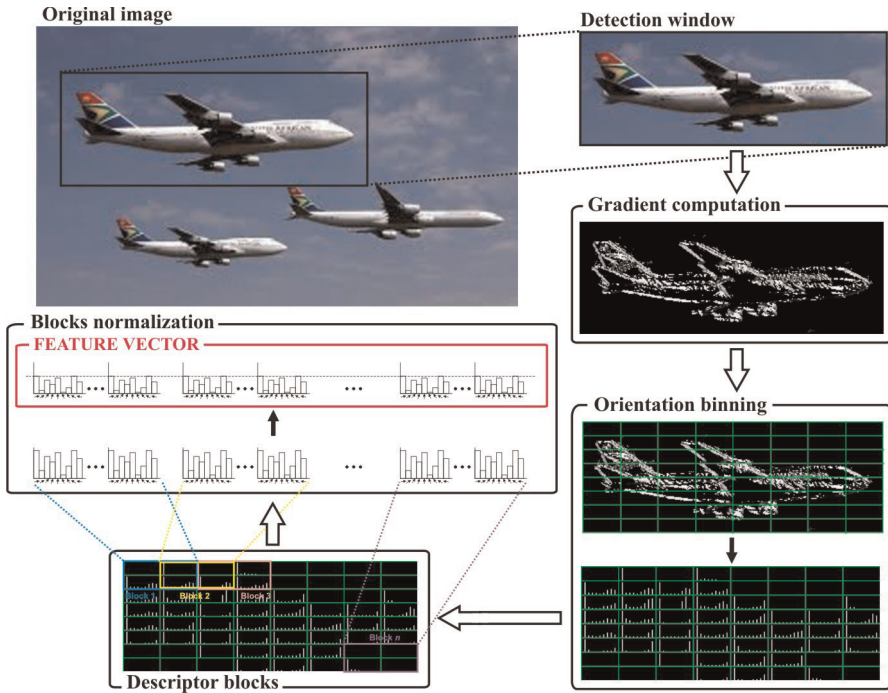 Original image
Detection window
Gradient computation
Blocks normalization
FEATURE VECTOR
Orientation binning
Block 1
Block 2
Block 3
Block n
Descriptor blocks